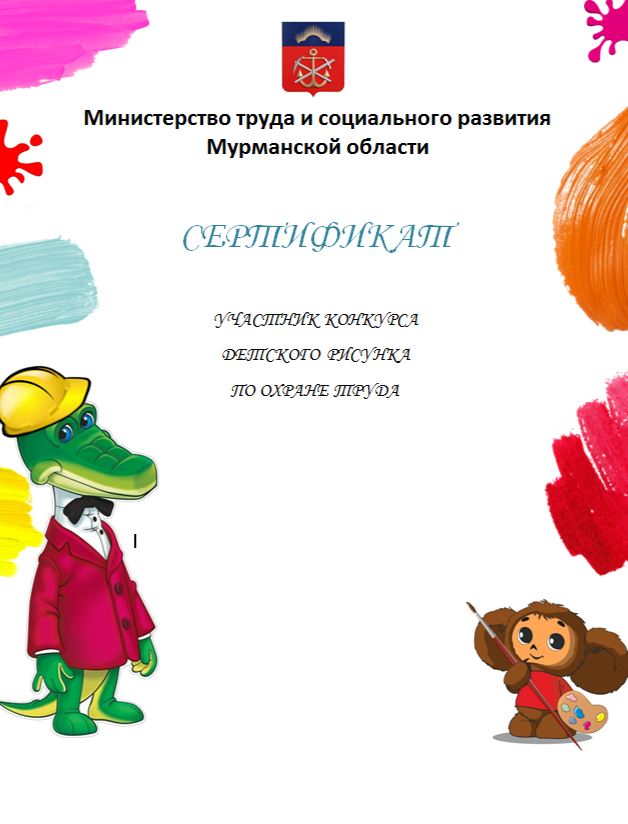 Министерство труда и социального развития
Мурманской области
СЕРТИФИКАТ
УЧАСТНИК КОНКУРСА
ДЕТСКОГО РИСУНКА
ПО ОХРАНЕ ТРУДА